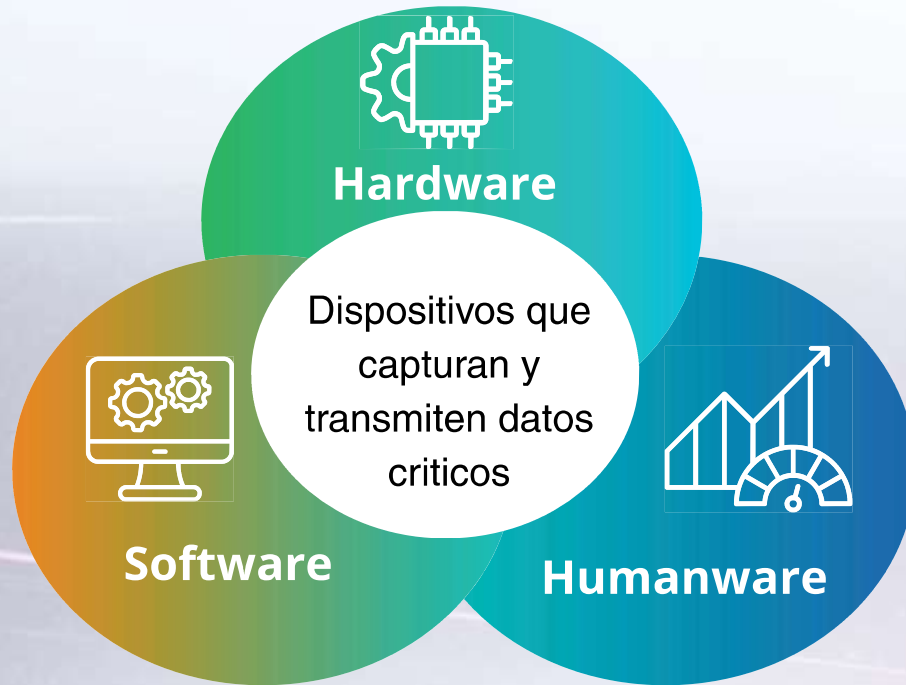 Hardware
Dispositivos que
capturan y
transmiten datos
criticos
Software
Humanware